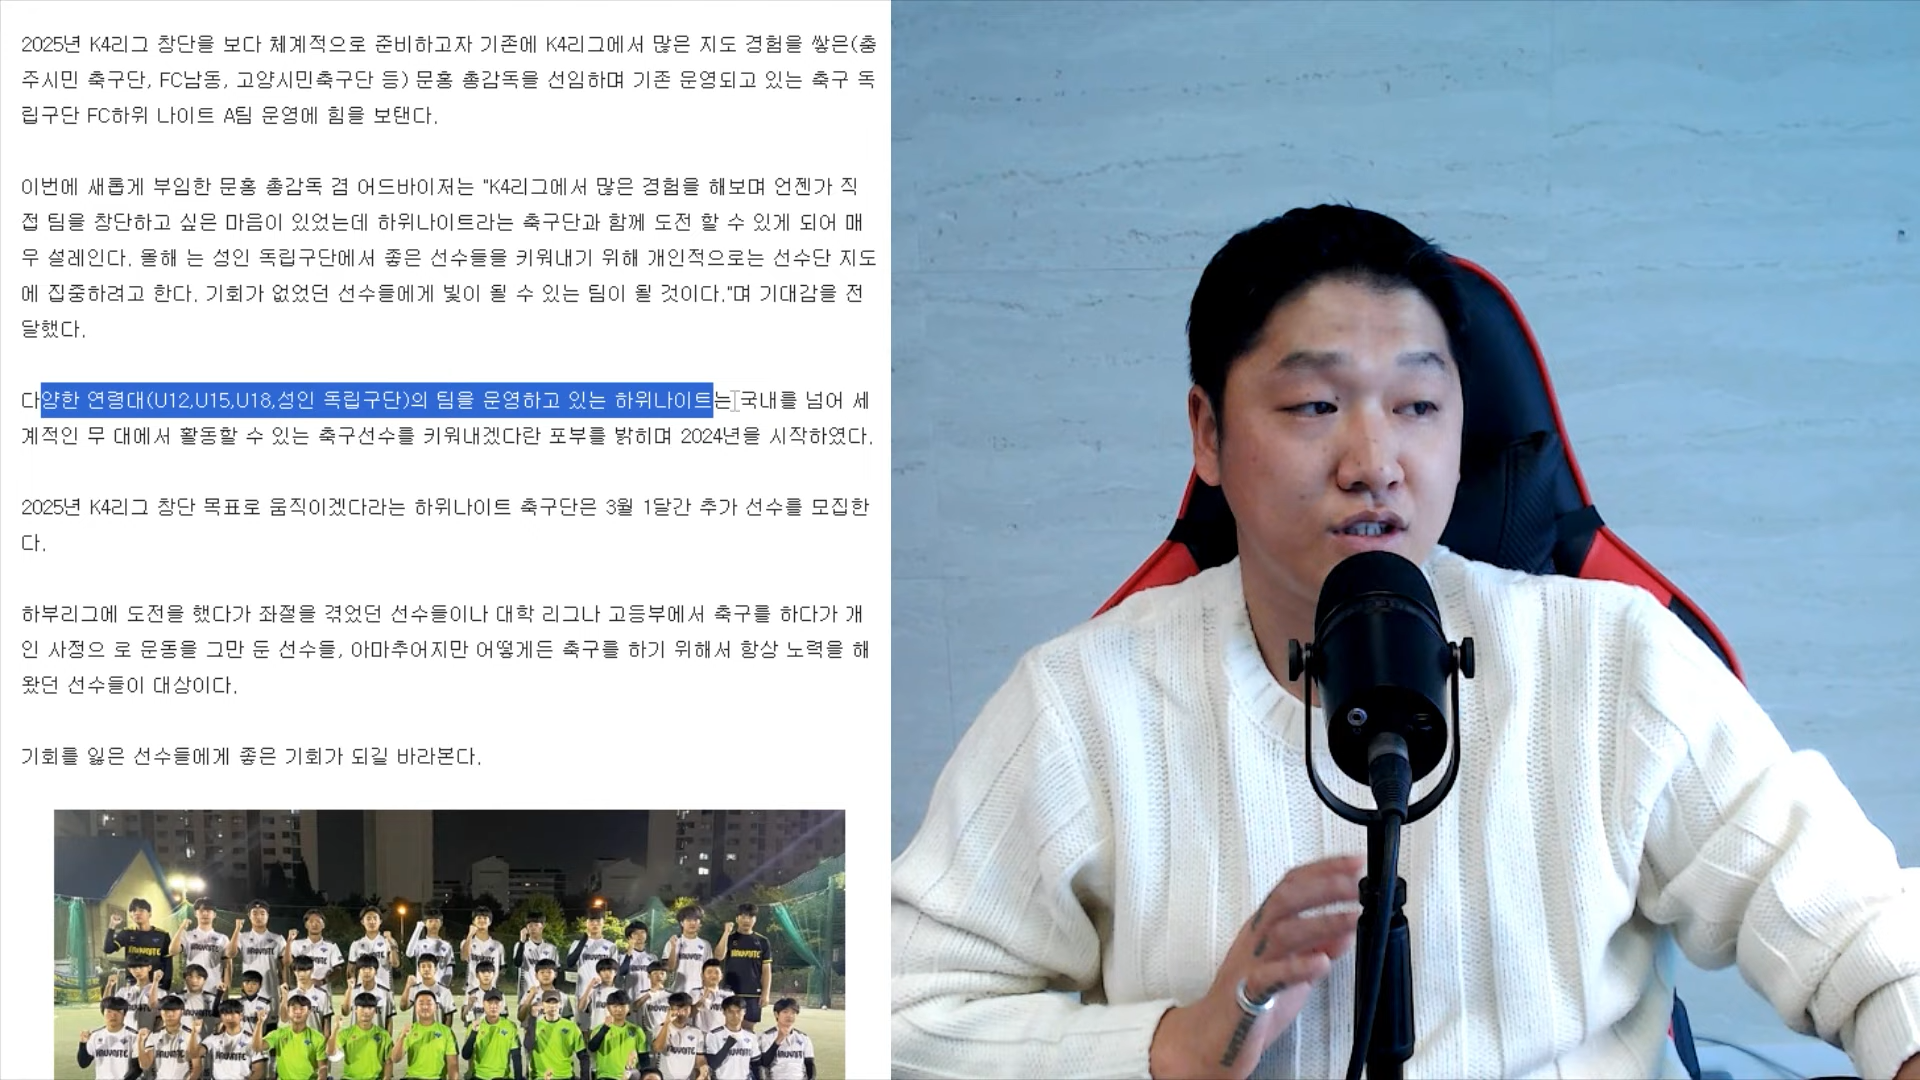 2025년 K4리그 창단을 보다 체계적으로 준비하고자 기존에 K4리그에서 많은 지도 경험을 쌓은(충
주시민 축구단, FC남동, 고양시민축구단 등) 문홍 총감독을 선임하며 기존 운영되고 있는 축구 독
립구단 FC하위 나이트 A팀 운영에 힘을 보탠다.
이번에 새롭게 부임한 문홍 총감독 겸 어드바이저는 "K4리그에서 많은 경험을 해보며 언젠가 직
접 팀을 창단하고 싶은 마음이 있었는데 하위나이트라는 축구단과 함께 도전 할 수 있게 되어 매
우 설레인다. 올해 는 성인 독립구단에서 좋은 선수들을 키워내기 위해 개인적으로는 선수단 지도
에 집중하려고 한다. 기회가 없었던 선수들에게 빛이 될 수 있는 팀이 될 것이다."며 기대감을 전
달했다.
다양한 연령대(U12,U15,U18,성인 독립구단)의 팀을 운영하고 있는 하위나이트는 국내를 넘어 세
계적인 무 대에서 활동할 수 있는 축구선수를 키워내겠다란 포부를 밝히며 2024년을 시작하였다.
2025년 K4리그 창단 목표로 움직이겠다라는 하위나이트 축구단은 3월 1달간 추가 선수를 모집한
다.
하부리그에 도전을 했다가 좌절을 겪었던 선수들이나 대학 리그나 고등부에서 축구를 하다가 개
인 사정으 로 운동을 그만 둔 선수들, 아마추어지만 어떻게든 축구를 하기 위해서 항상 노력을 해
왔던 선수들이 대상이다.
기회를 잃은 선수들에게 좋은 기회가 되길 바라본다.